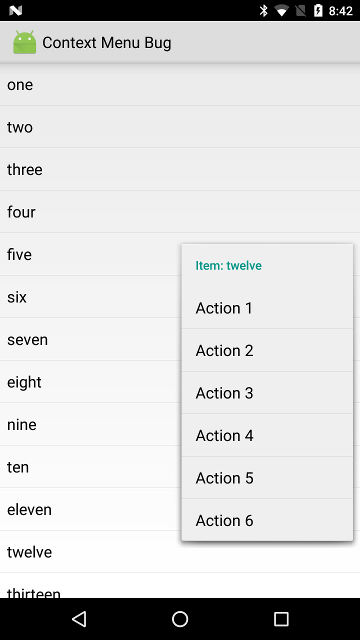 8:42
Context Menu Bug
one
two
three
four
five
six
seven
eight
nine
ten
eleven
twelve
thirteen
Item: twelve
Action 1
Action 2
Action 3
Action 4
Action 5
Action 6